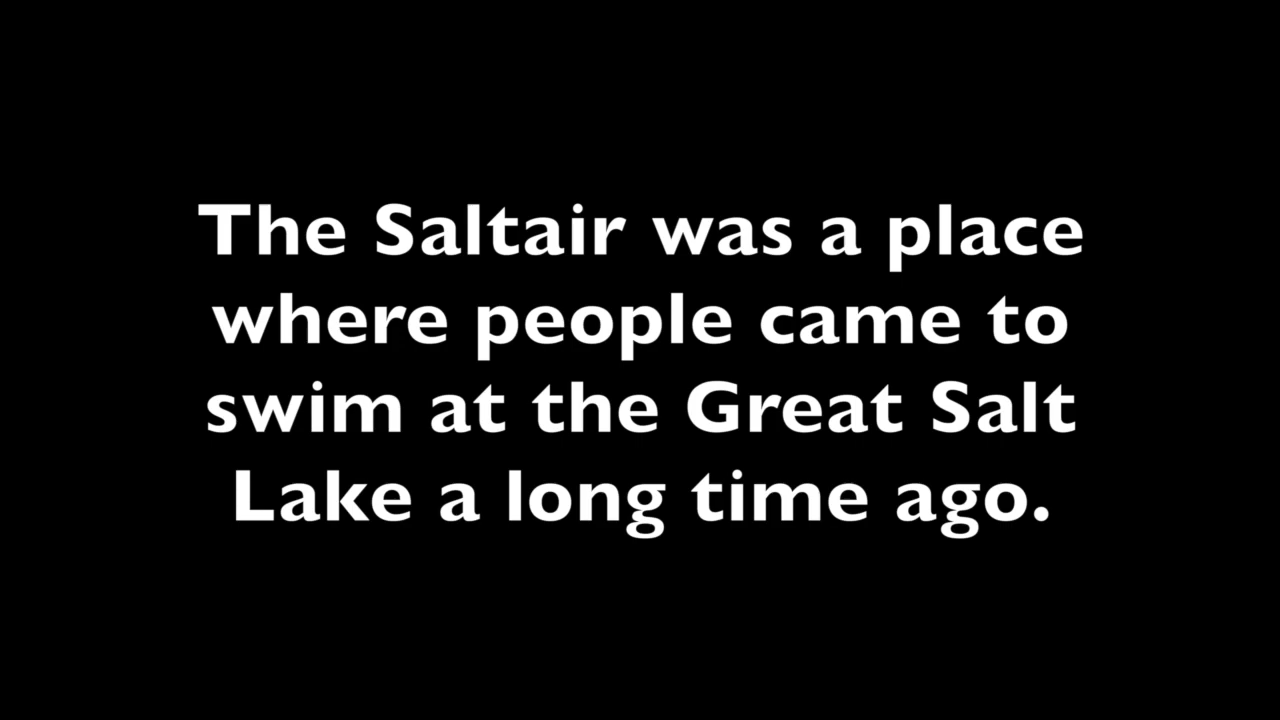 The Saltair was a place
where people came to
swim at the Great Salt
Lake a long time ago.